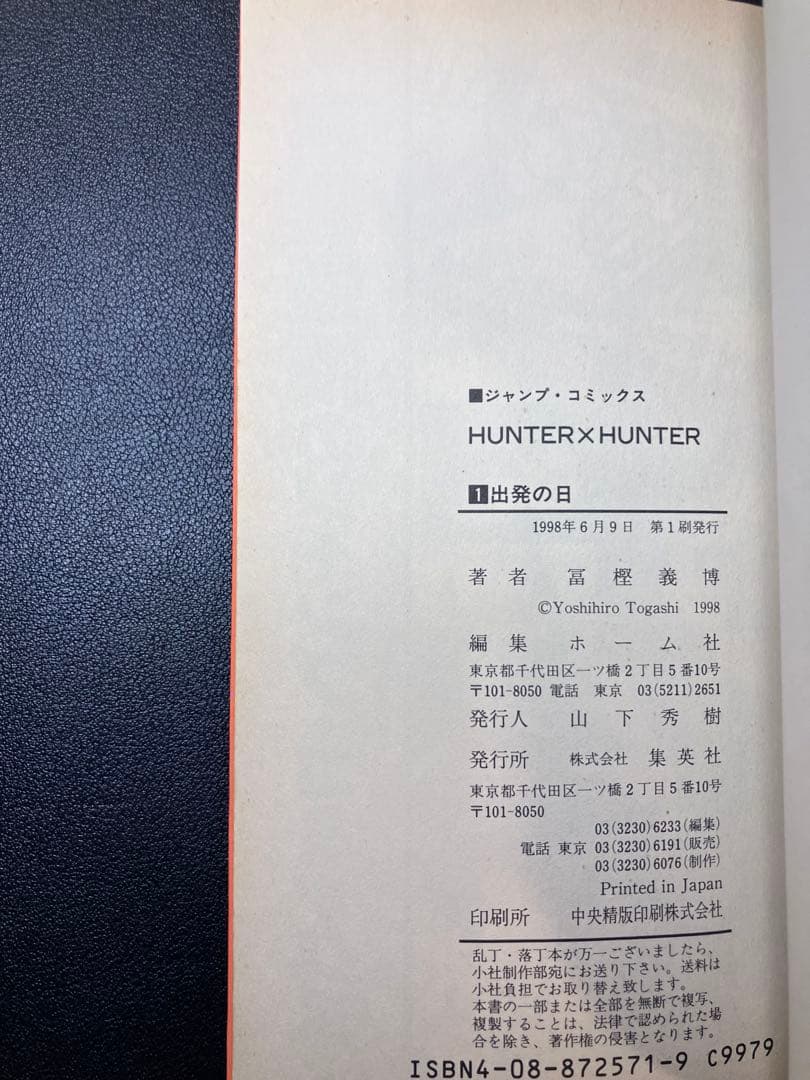 ■ジャンプ・コミックス
HUNTER×HUNTER
1出発の日
1998年6月9日 第1刷発行
著者 冨樫義博
©Yoshihiro Togashi 1998
編集 ホーム社
東京都千代田区一ツ橋2丁目5番10号
〒101-8050 電話 東京 03(5211)2651
発行人 山下秀樹
発行所 株式会社 集英社
東京都千代田区一ツ橋2丁目5番10号
〒101-8050
03(3230)6233(編集)
電話 東京 03(3230)6191(販売)
03(3230)6076(制作)
Printed in Japan
印刷所 中央精版印刷株式会社
乱丁・落丁本が万一ございましたら、
小社制作部宛にお送り下さい。送料は
小社負担でお取り替え致します。
本書の一部または全部を無断で複写、
複製することは、法律で認められた場
合を除き、著作権の侵害となります。
ISBN4-08-872571-9 C9979